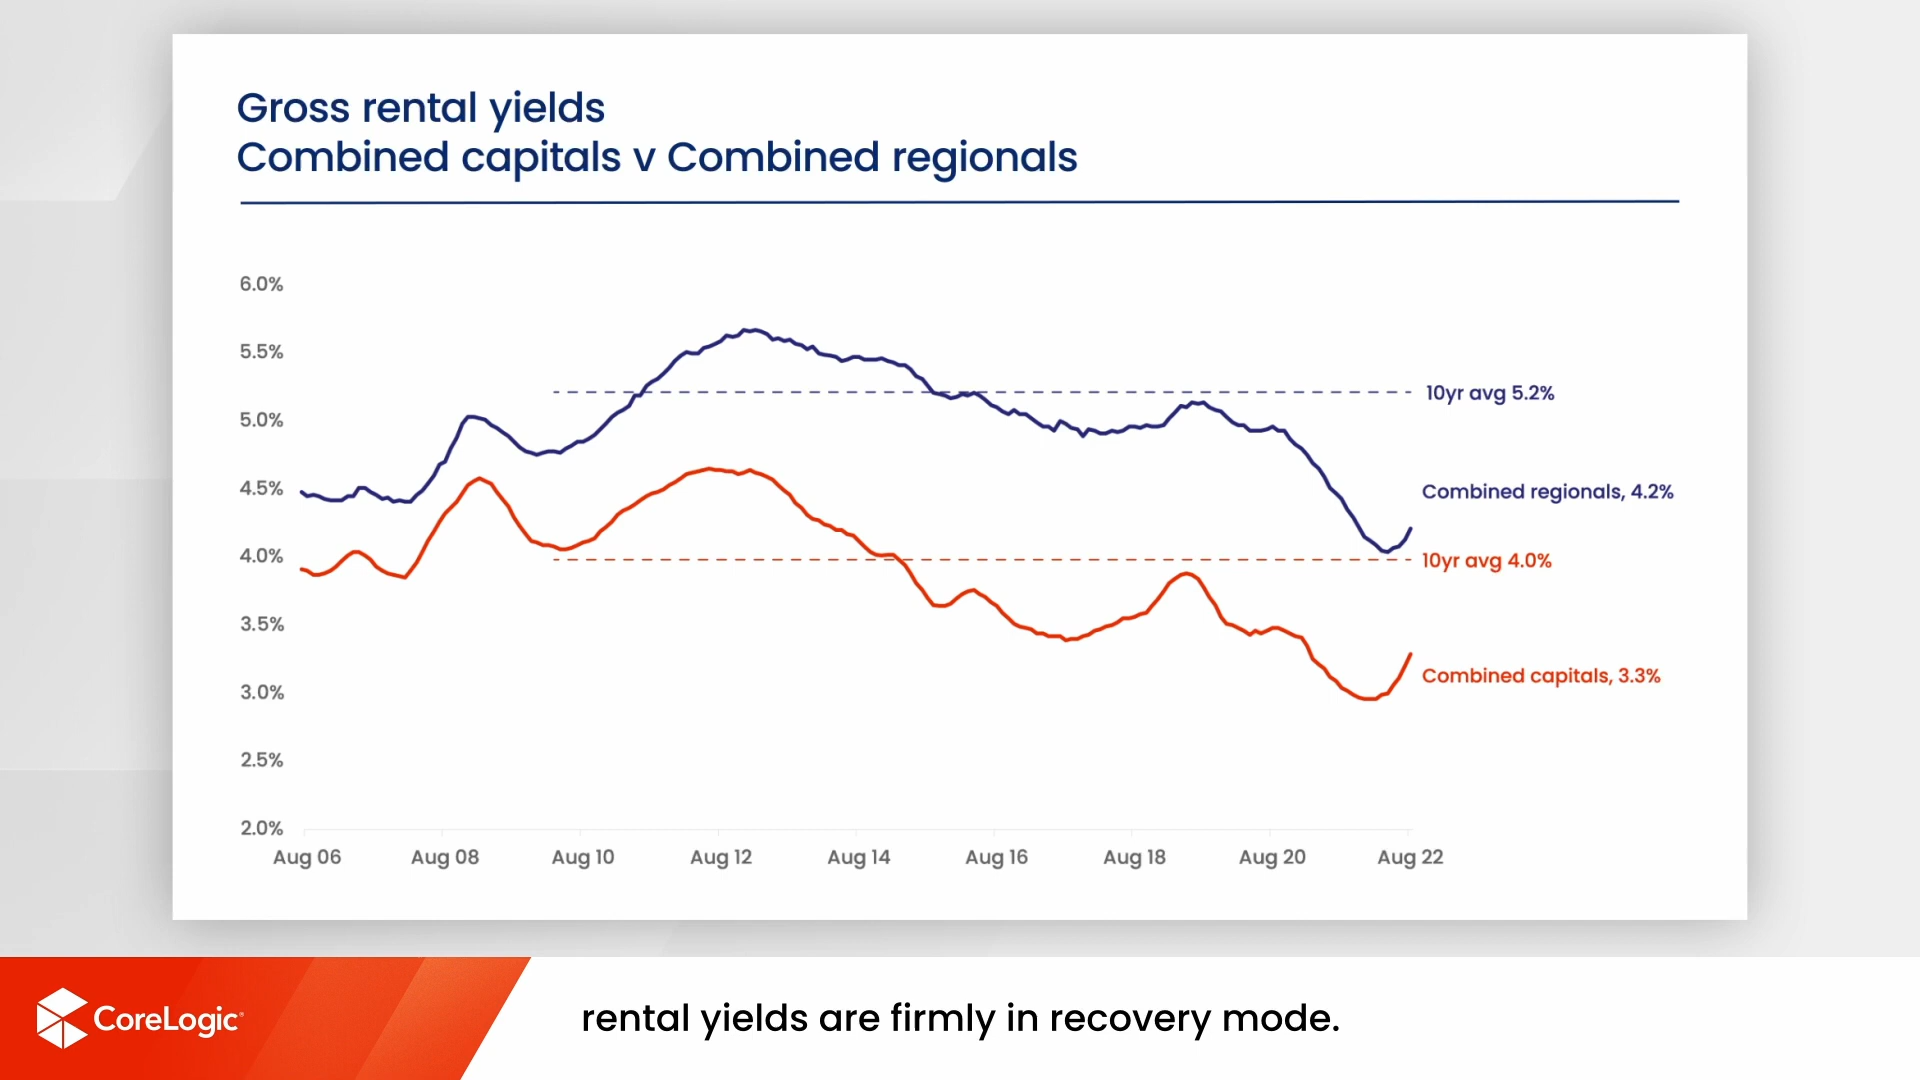 Gross rental yields
Combined capitals v Combined regionals
6.0%
5.5%
5.0%
4.5%
4.0%
3.5%
3.0%
2.5%
2.0%
10yr avg 5.2%
Combined regionals, 4.2%
10yr avg 4.0%
Combined capitals, 3.3%
Aug 06 Aug 08 Aug 10 Aug 12 Aug 14 Aug 16 Aug 18 Aug 20 Aug 22
CoreLogic
rental yields are firmly in recovery mode.